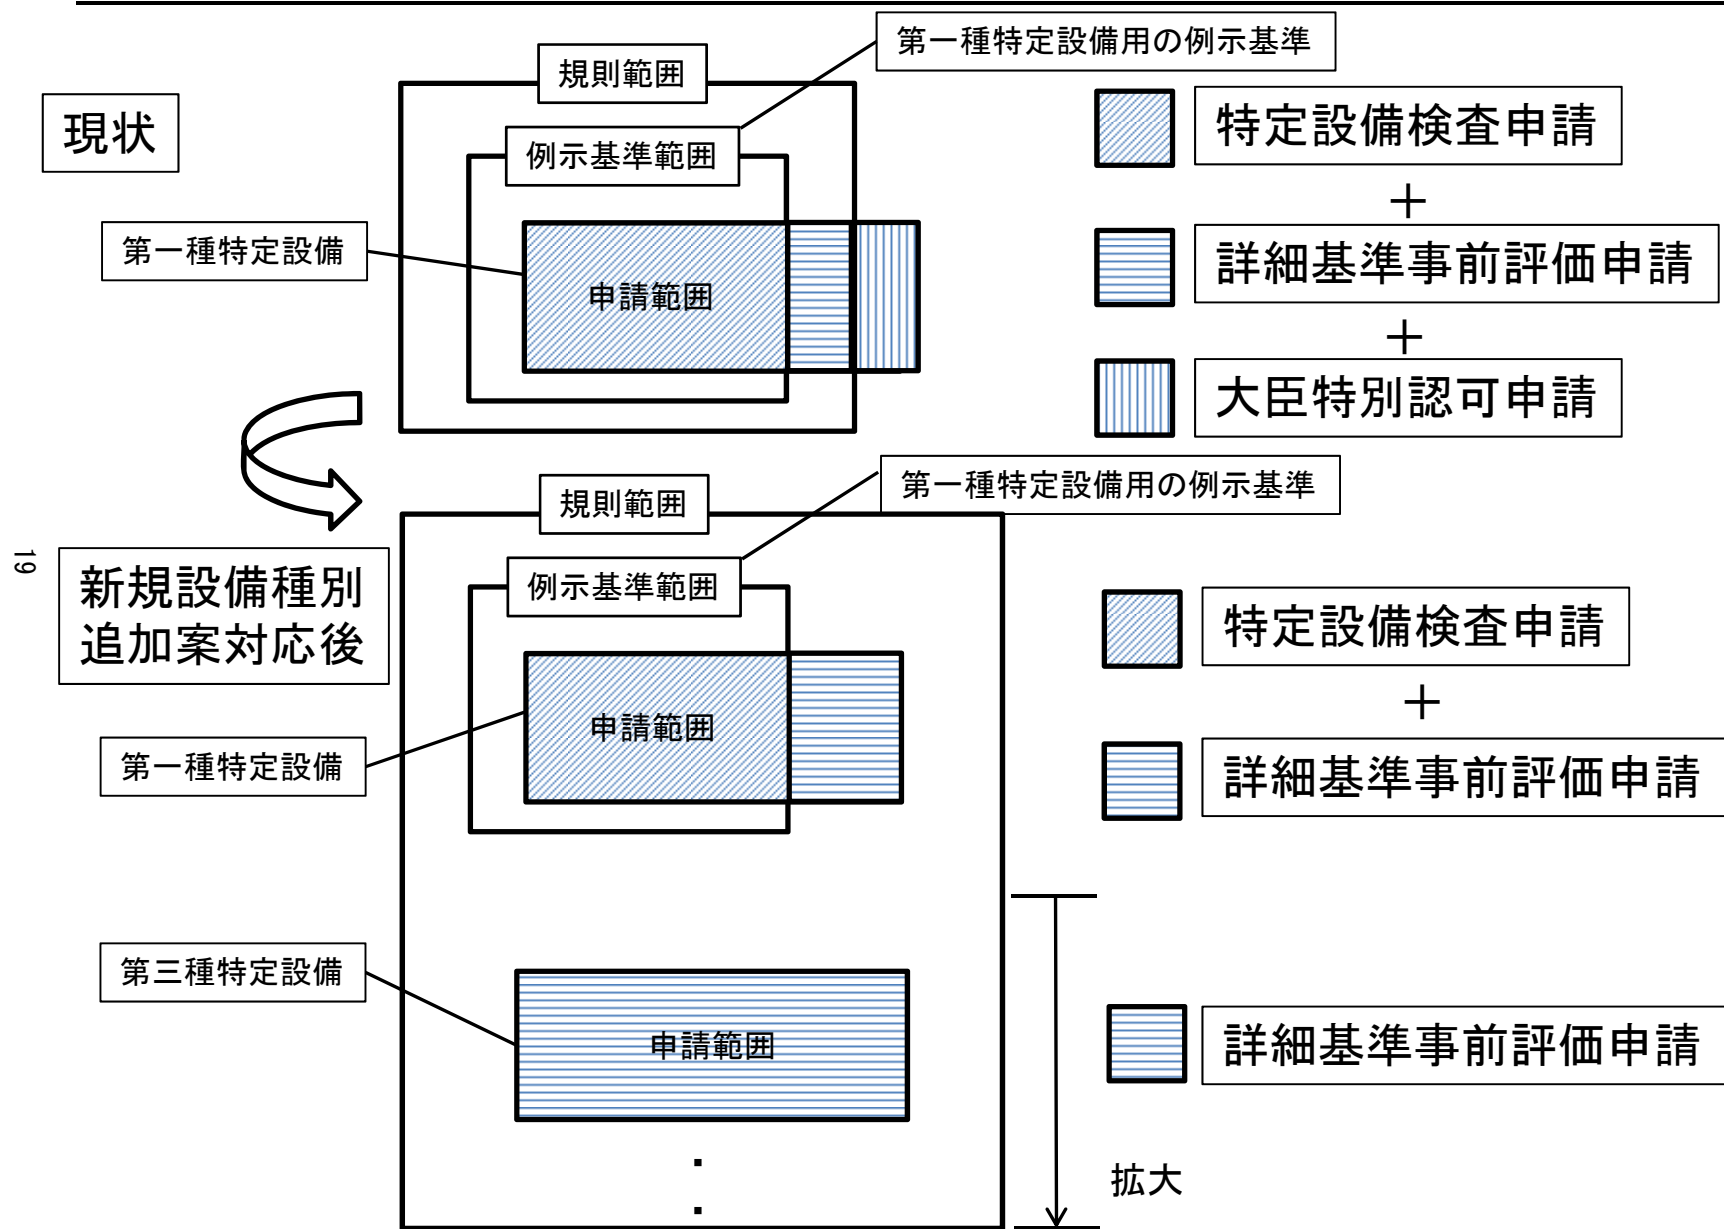 第一種特定設備用の例示基準
規則範囲
現状
例示基準範囲
第一種特定設備
申請範囲
特定設備検査申請
＋
詳細基準事前評価申請
＋
大臣特別認可申請
第一種特定設備用の例示基準
規則範囲
例示基準範囲
新規設備種別
追加案対応後
第一種特定設備
申請範囲
特定設備検査申請
＋
詳細基準事前評価申請
第三種特定設備
申請範囲
詳細基準事前評価申請
・
・
拡大
19